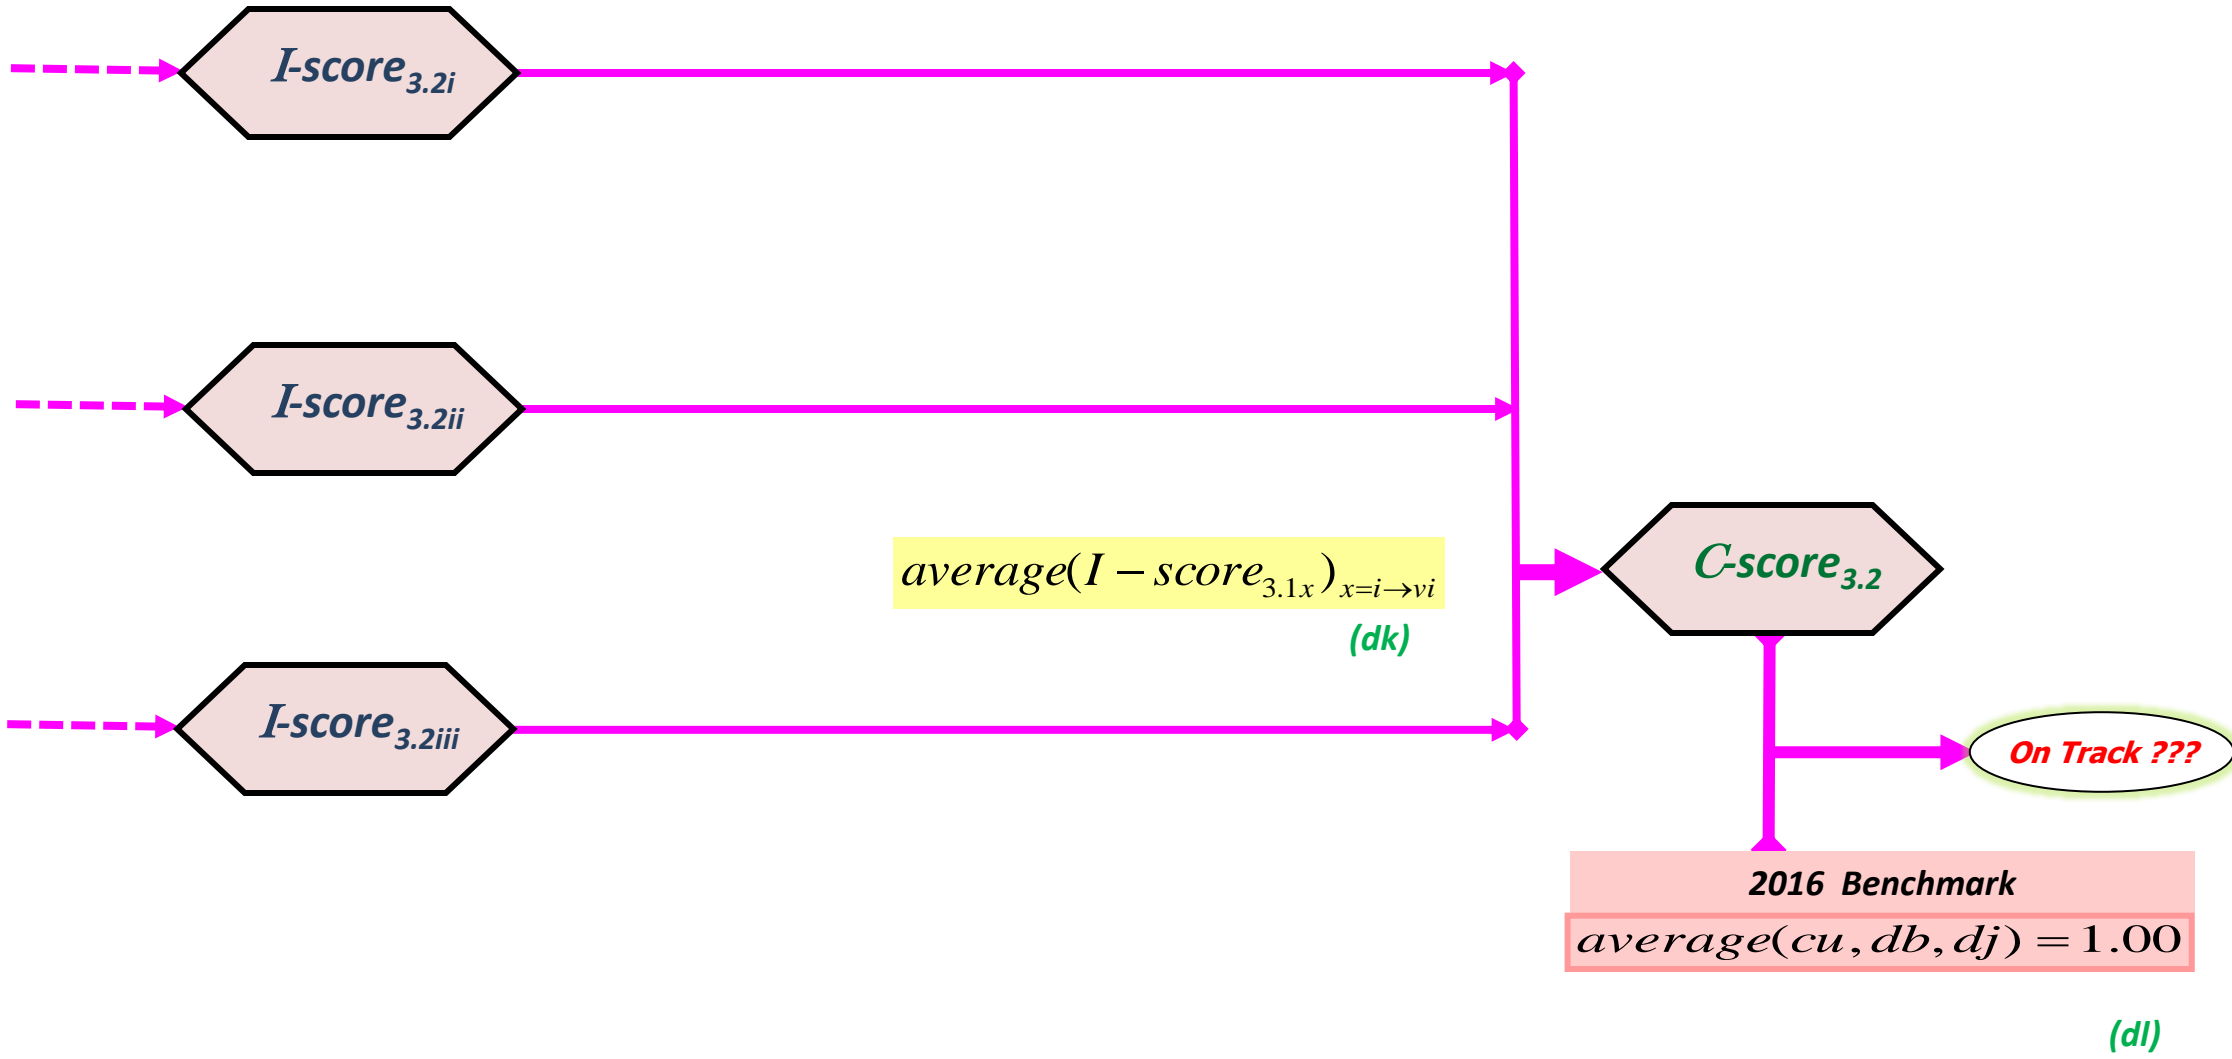 I-score3.2i
I-score3.2ii
average(I − score3.1x)x=i→vi
(dk)
C-score3.2
I-score3.2iii
On Track ???
2016 Benchmark
average(cu, db, dj) = 1.00
(dl)